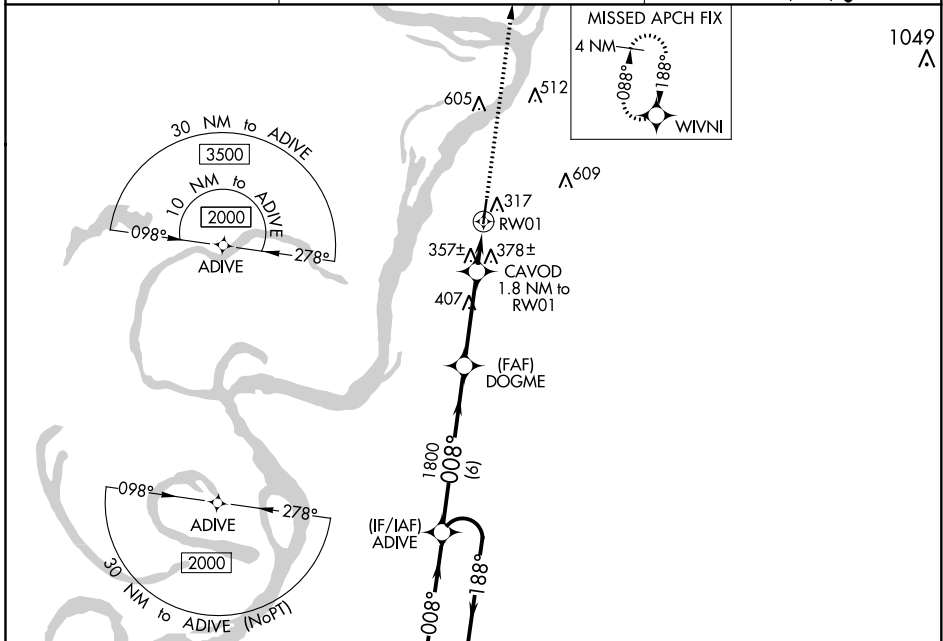 MISSED APCH FIX
4 NM
088°
188°
WIVNI
1049
605
512
609
317
RW01
357±
378±
CAVOD
1.8 NM to
RW01
407
(FAF)
DOGME
1800
008°
(6)
(IF/IAF)
ADIVE
188°
008°
30 NM to ADIVE
3500
10 NM to ADIVE
2000
098°
278°
ADIVE
098°
278°
ADIVE
2000
30 NM to ADIVE (NoPT)